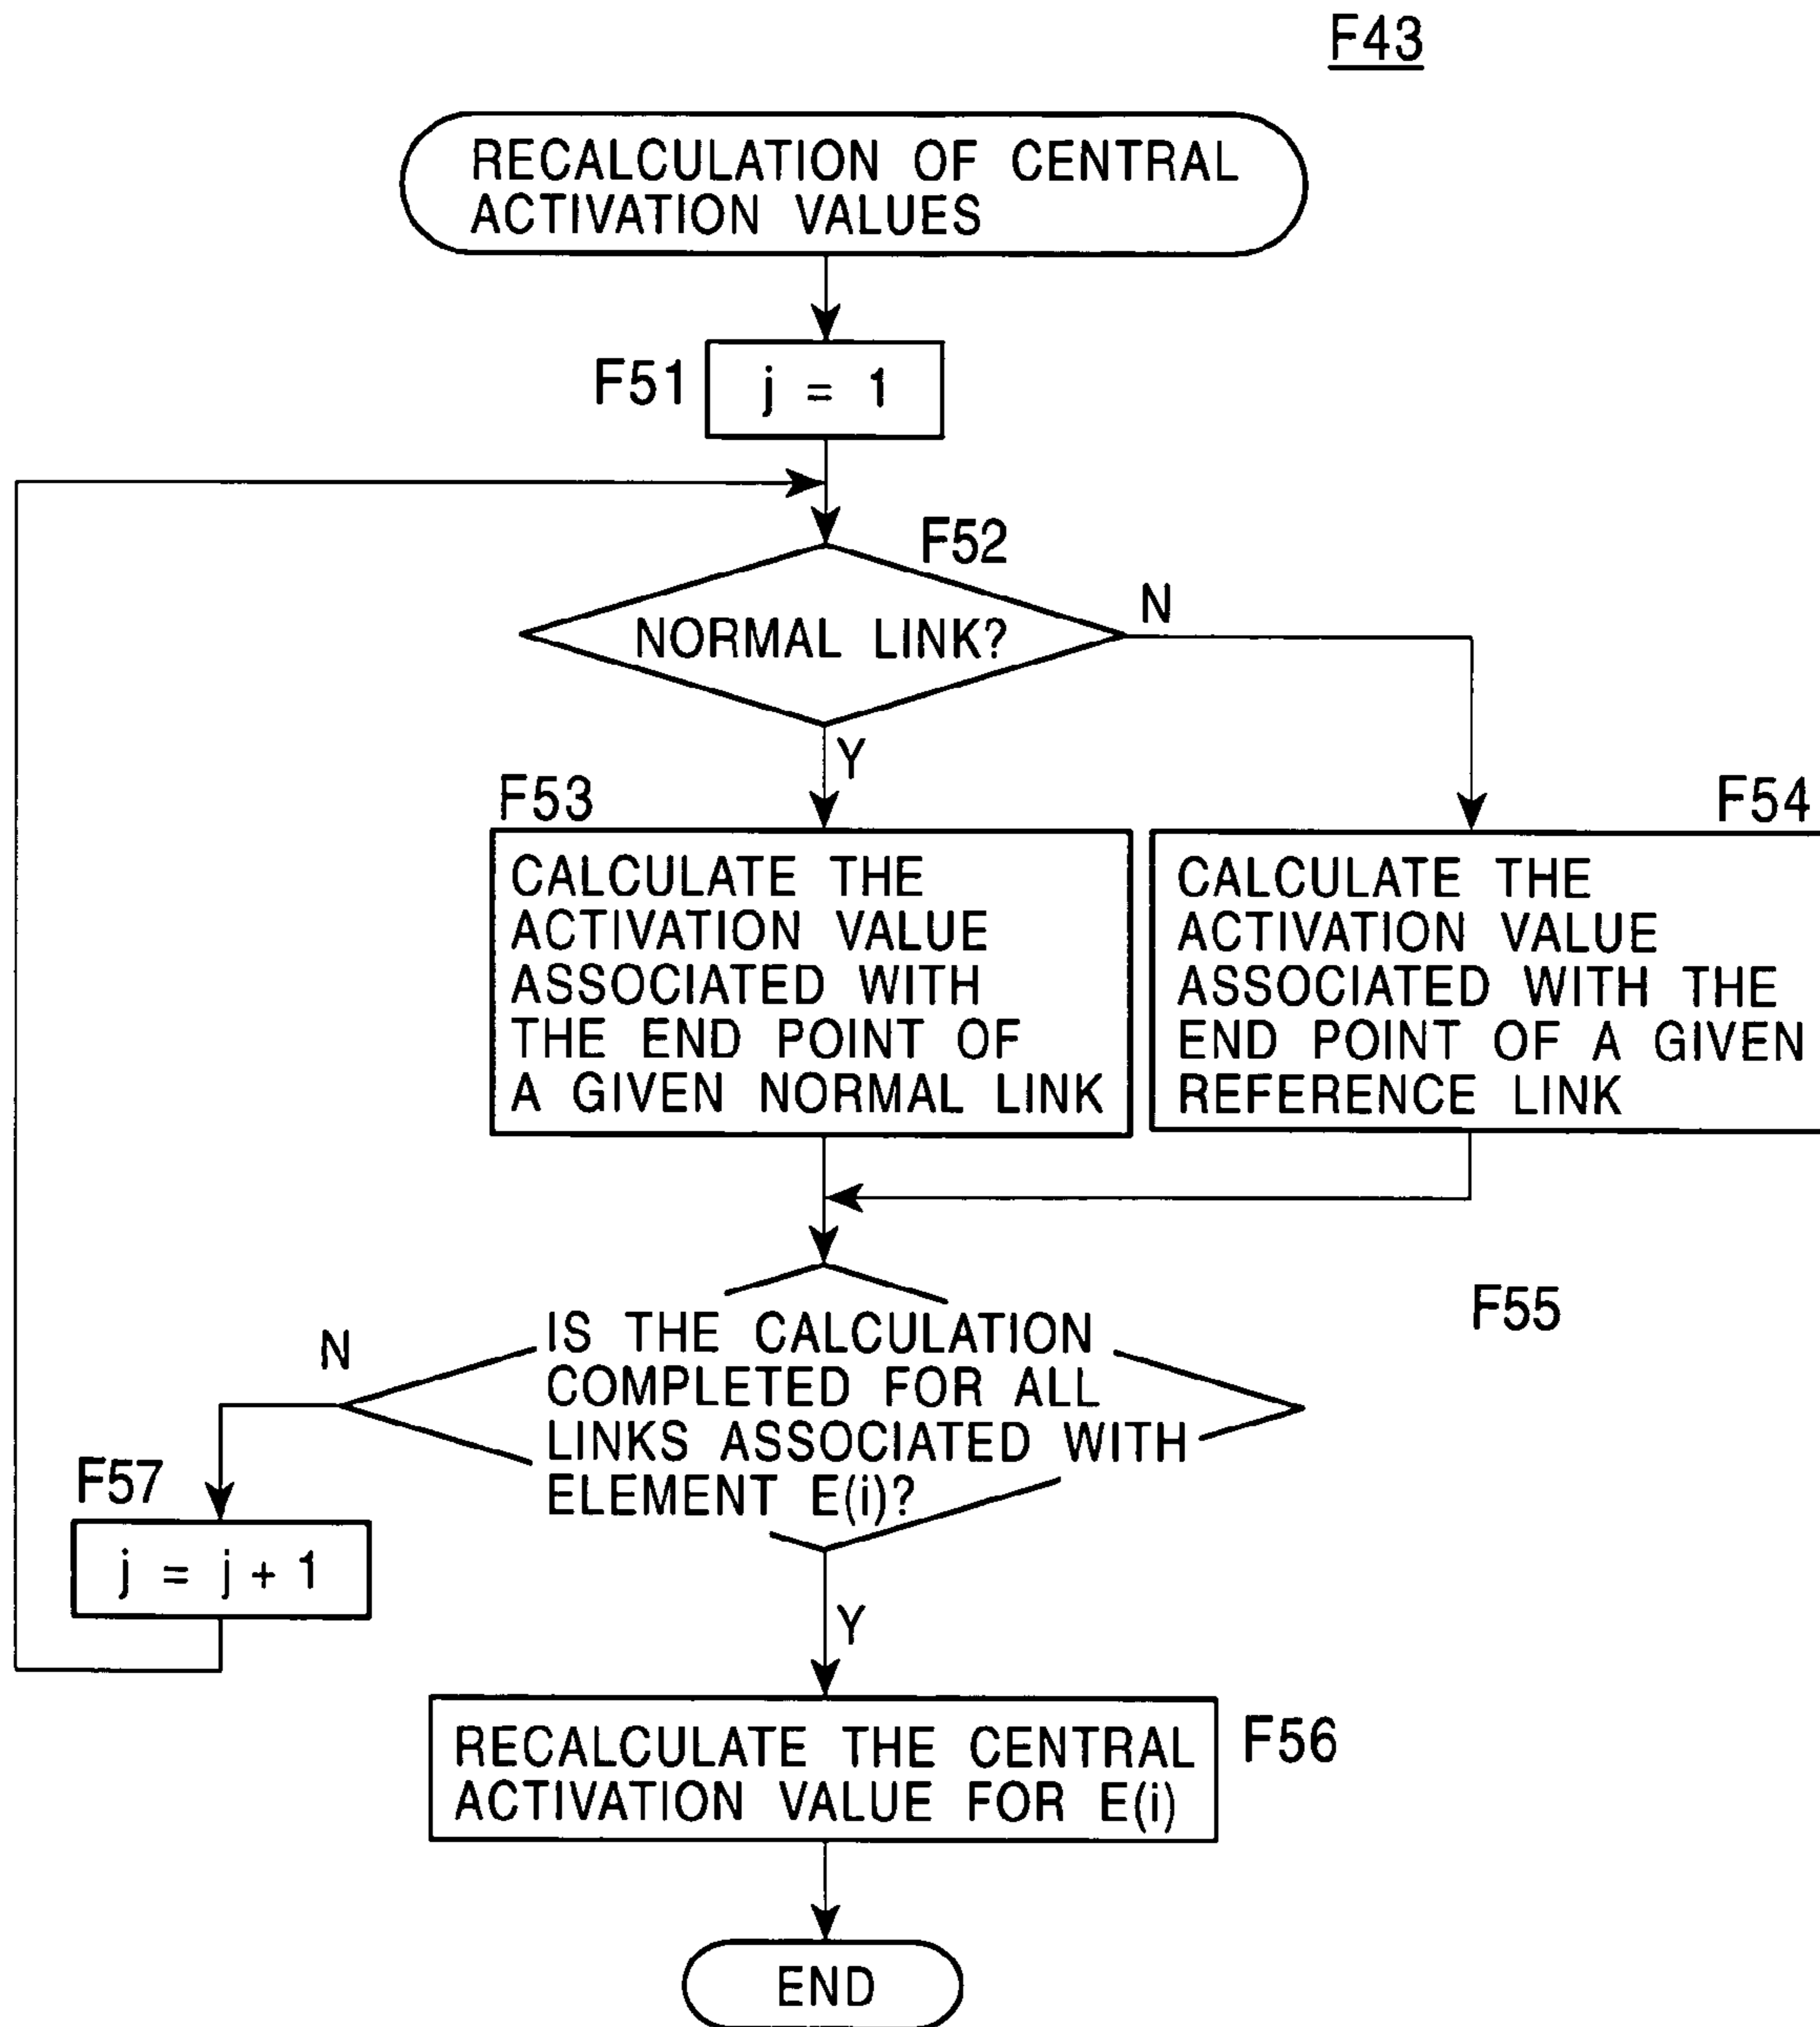 F43
RECALCULATION OF CENTRAL
ACTIVATION VALUES
F51
j = 1
F52
NORMAL LINK?
N
Y
F53
CALCULATE THE
ACTIVATION VALUE
ASSOCIATED WITH
THE END POINT OF
A GIVEN NORMAL LINK
F54
CALCULATE THE
ACTIVATION VALUE
ASSOCIATED WITH THE
END POINT OF A GIVEN
REFERENCE LINK
F55
IS THE CALCULATION
COMPLETED FOR ALL
LINKS ASSOCIATED WITH
ELEMENT E(i)?
N
F57
j = j + 1
Y
RECALCULATE THE CENTRAL
ACTIVATION VALUE FOR E(i)
F56
END